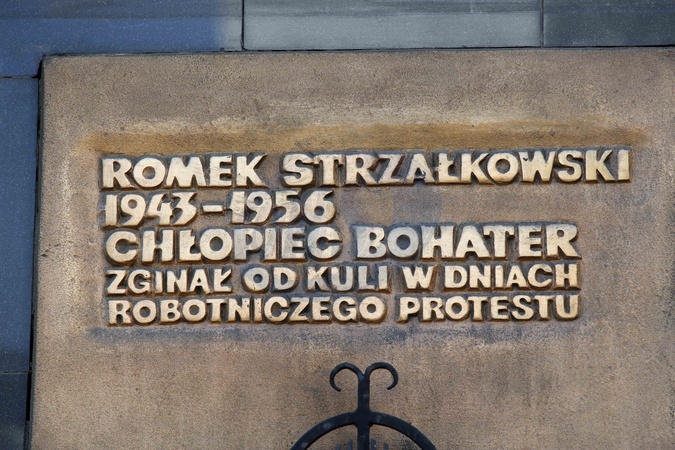 ROMEK STRZAŁKOWSKI
1943-1956
CHŁOPIEC BOHATER
ZGINAŁ OD KULI W DNIACH
ROBOTNICZEGO PROTESTU